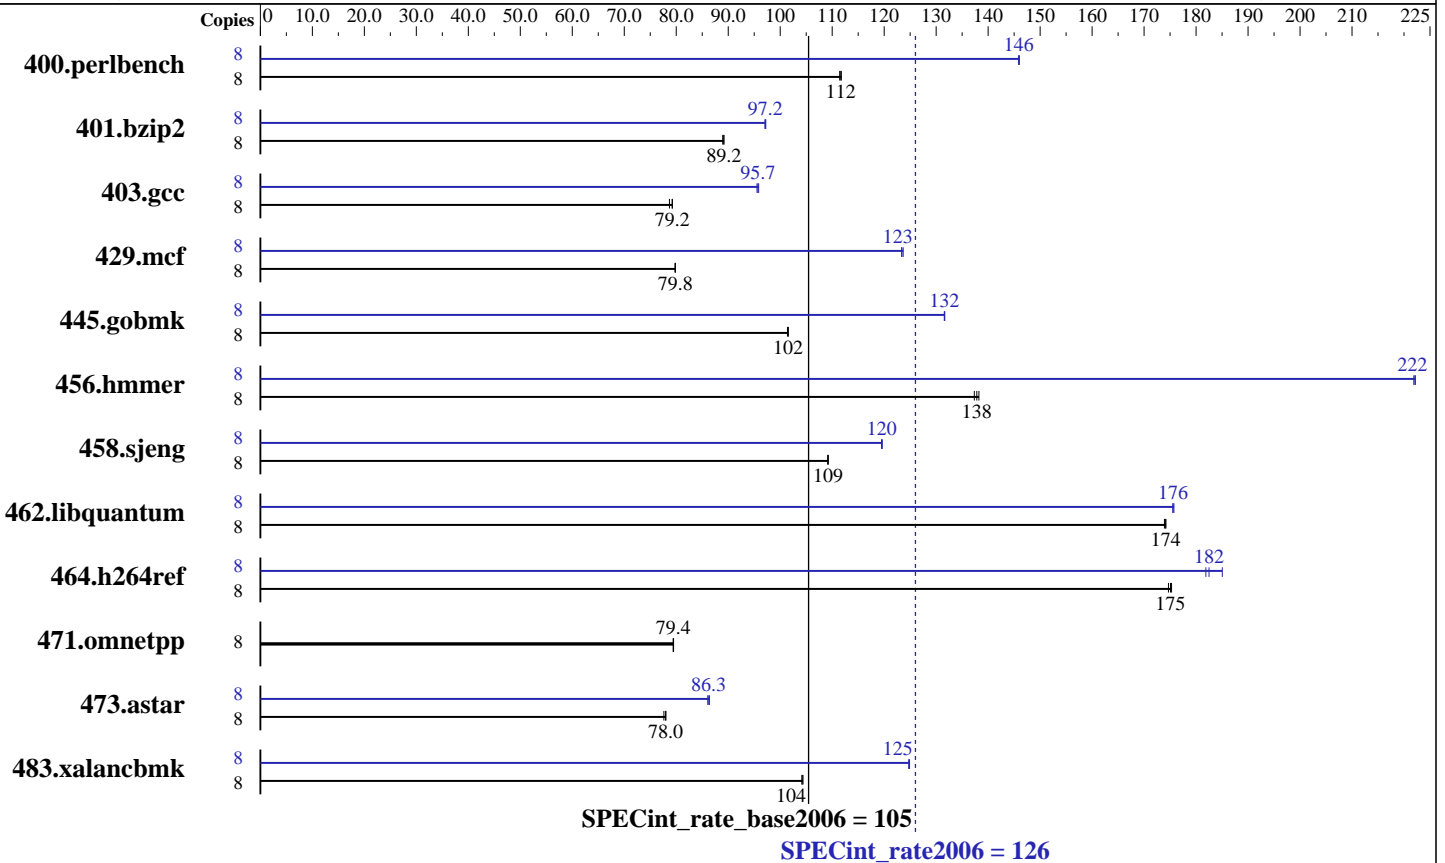 Copies 0 10.0 20.0 30.0 40.0 50.0 60.0 70.0 80.0 90.0 100 110 120 130 140 150 160 170 180 190 200 210 225
400.perlbench 8 146
8 112
401.bzip2 8 97.2
8 89.2
403.gcc 8 95.7
8 79.2
429.mcf 8 123
8 79.8
445.gobmk 8 132
8 102
456.hmmer 8 222
8 138
458.sjeng 8 120
8 109
462.libquantum 8 176
8 174
464.h264ref 8 182
8 175
471.omnetpp 8 79.4
473.astar 8 86.3
8 78.0
483.xalancbmk 8 125
8 104
SPECint_rate_base2006 = 105
SPECint_rate2006 = 126